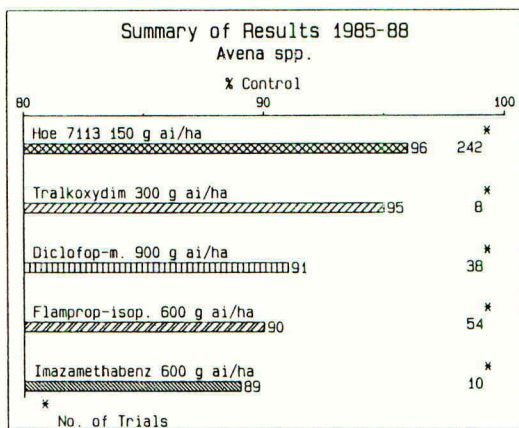 Summary of Results 1985-88
Avena spp.
% Control
80 90 100
Hoe 7113 150 g ai/ha *
96 242
Tralkoxydim 300 g ai/ha *
95 8
Diclofop-m. 900 g ai/ha *
91 38
Flamprop-isop. 600 g ai/ha *
90 54
Imazamethabenz 600 g ai/ha *
89 10
*
No. of Trials